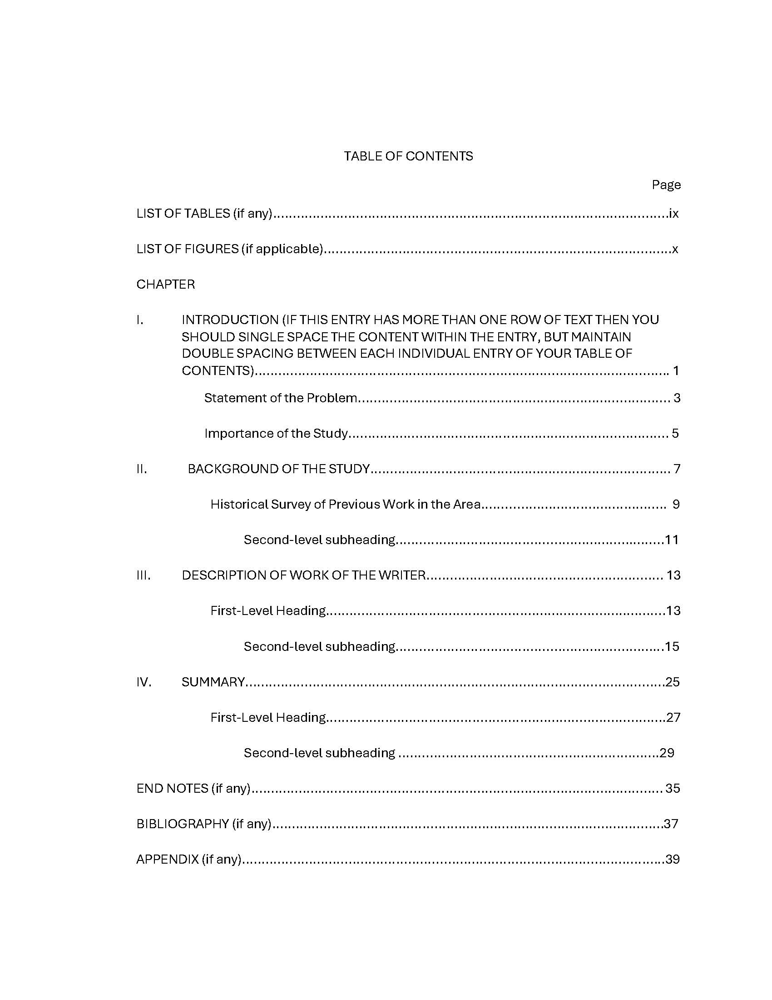 TABLE OF CONTENTS
Page
LIST OF TABLES (if any)........................................................................................................ix
LIST OF FIGURES (if applicable)...........................................................................................x
CHAPTER
I. INTRODUCTION (IF THIS ENTRY HAS MORE THAN ONE ROW OF TEXT THEN YOU
SHOULD SINGLE SPACE THE CONTENT WITHIN THE ENTRY, BUT MAINTAIN
DOUBLE SPACING BETWEEN EACH INDIVIDUAL ENTRY OF YOUR TABLE OF
CONTENTS)............................................................................................................. 1
Statement of the Problem.................................................................................. 3
Importance of the Study.................................................................................... 5
II. BACKGROUND OF THE STUDY............................................................................... 7
Historical Survey of Previous Work in the Area................................................ 9
Second-level subheading......................................................................11
III. DESCRIPTION OF WORK OF THE WRITER.............................................................. 13
First-Level Heading.........................................................................................13
Second-level subheading......................................................................15
IV. SUMMARY..............................................................................................................25
First-Level Heading.........................................................................................27
Second-level subheading ....................................................................29
END NOTES (if any)........................................................................................................... 35
BIBLIOGRAPHY (if any)......................................................................................................37
APPENDIX (if any)..............................................................................................................39